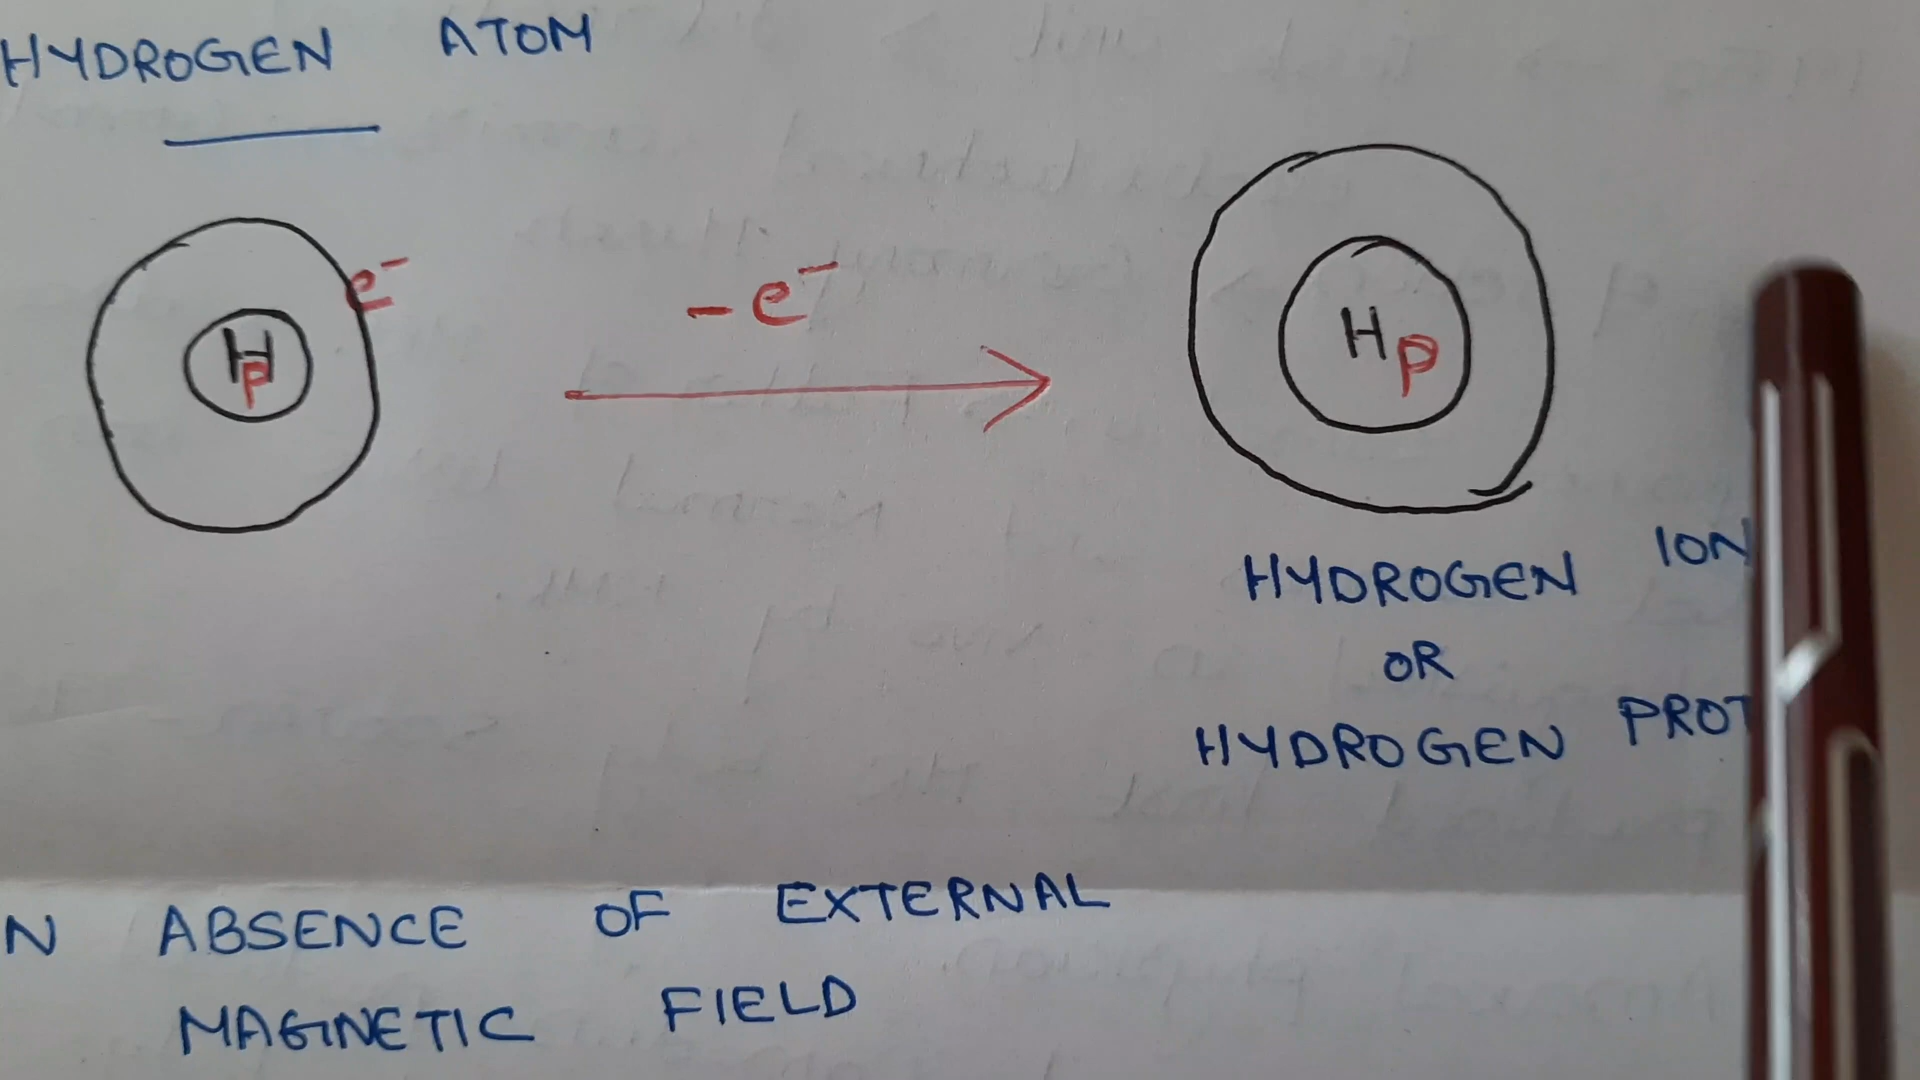 HYDROGEN ATOM
e⁻
H
P
- e⁻
H P
HYDROGEN ION
OR
HYDROGEN PROT
N ABSENCE OF EXTERNAL
MAGNETIC FIELD